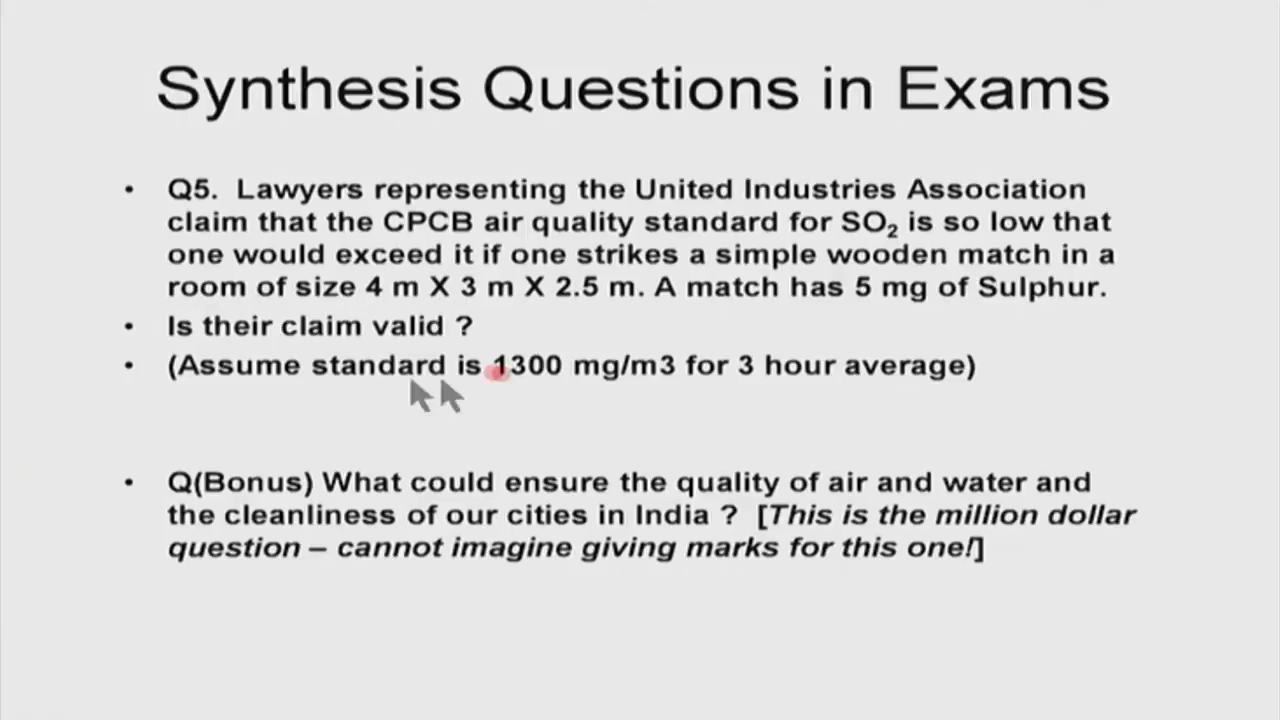 Synthesis Questions in Exams
• Q5. Lawyers representing the United Industries Association
claim that the CPCB air quality standard for SO₂ is so low that
one would exceed it if one strikes a simple wooden match in a
room of size 4 m X 3 m X 2.5 m. A match has 5 mg of Sulphur.
• Is their claim valid ?
• (Assume standard is 1300 mg/m3 for 3 hour average)
• Q(Bonus) What could ensure the quality of air and water and
the cleanliness of our cities in India ? [This is the million dollar
question – cannot imagine giving marks for this one!]